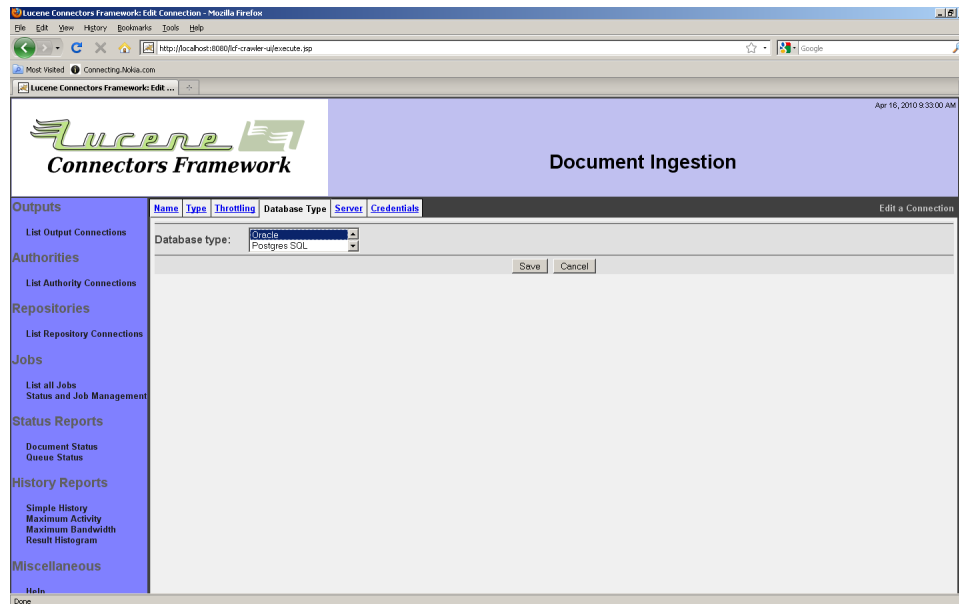 Lucene Connectors Framework: Edit Connection - Mozilla Firefox
File Edit View History Bookmarks Tools Help
http://localhost:8080/lcf-crawler-ui/execute.jsp
Google
Most Visited Connecting.Nokia.com
Lucene Connectors Framework: Edit ...
Apr 16, 2010 9:33:00 AM
Lucene
Connectors Framework
Document Ingestion
Name Type Throttling Database Type Server Credentials
Edit a Connection
Database type:
Oracle
Postgres SQL
Save Cancel
Outputs
List Output Connections
Authorities
List Authority Connections
Repositories
List Repository Connections
Jobs
List all Jobs
Status and Job Management
Status Reports
Document Status
Queue Status
History Reports
Simple History
Maximum Activity
Maximum Bandwidth
Result Histogram
Miscellaneous
Help
Done